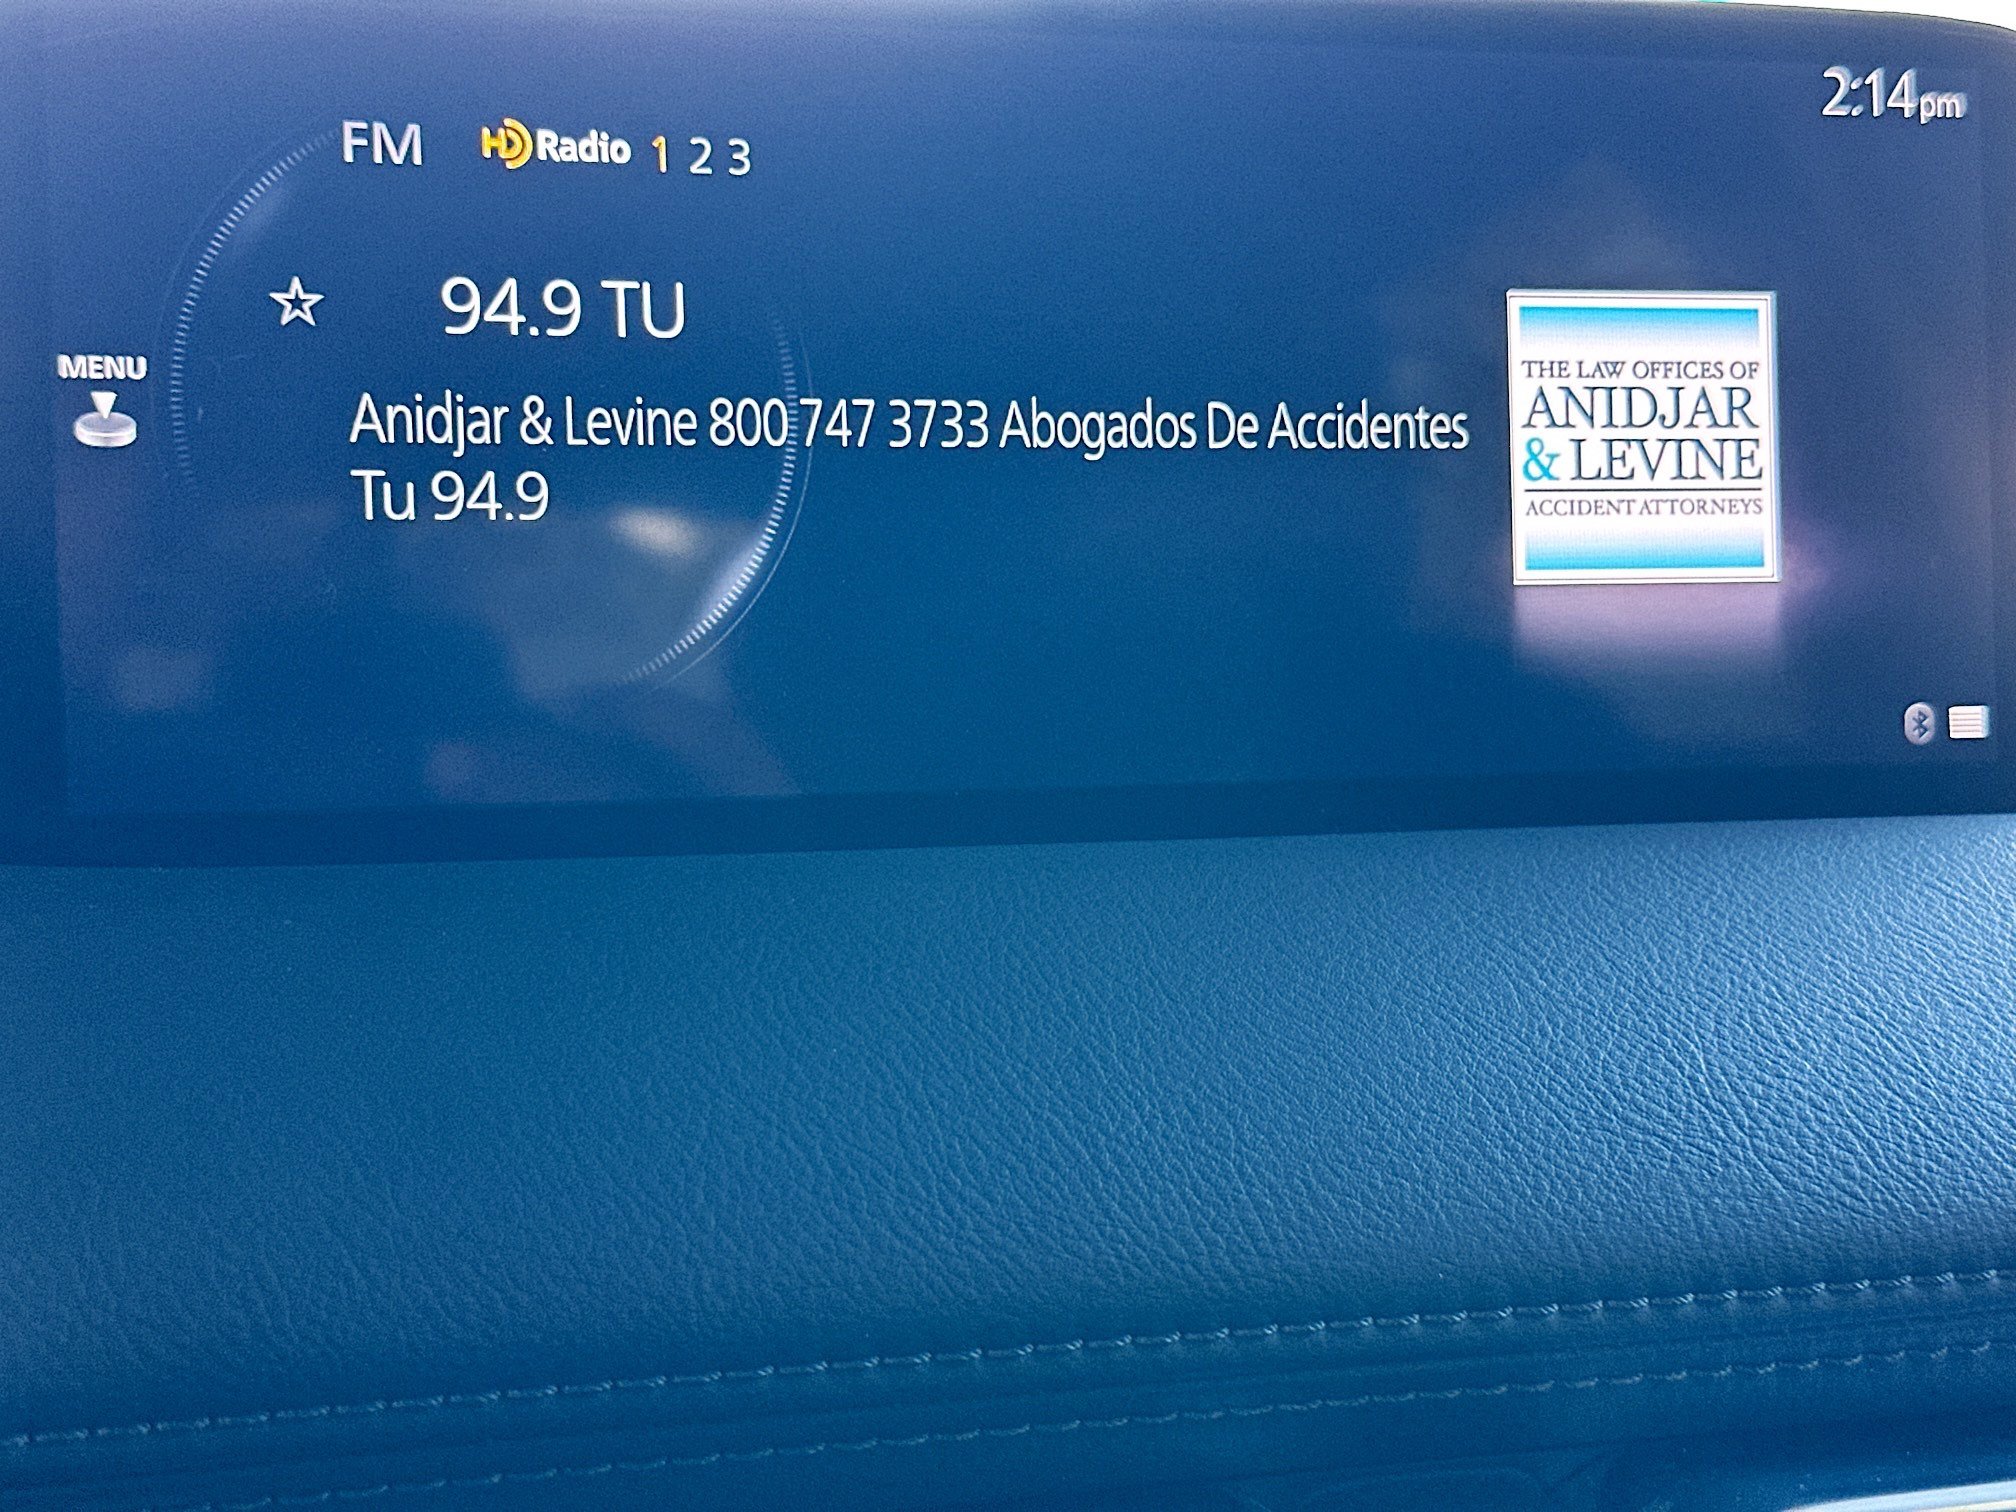 2:14pm
FM HD Radio 1 2 3
94.9 TU
MENU
Anidjar & Levine 800 747 3733 Abogados De Accidentes
Tu 94.9
THE LAW OFFICES OF
ANIDJAR
& LEVINE
ACCIDENT ATTORNEYS